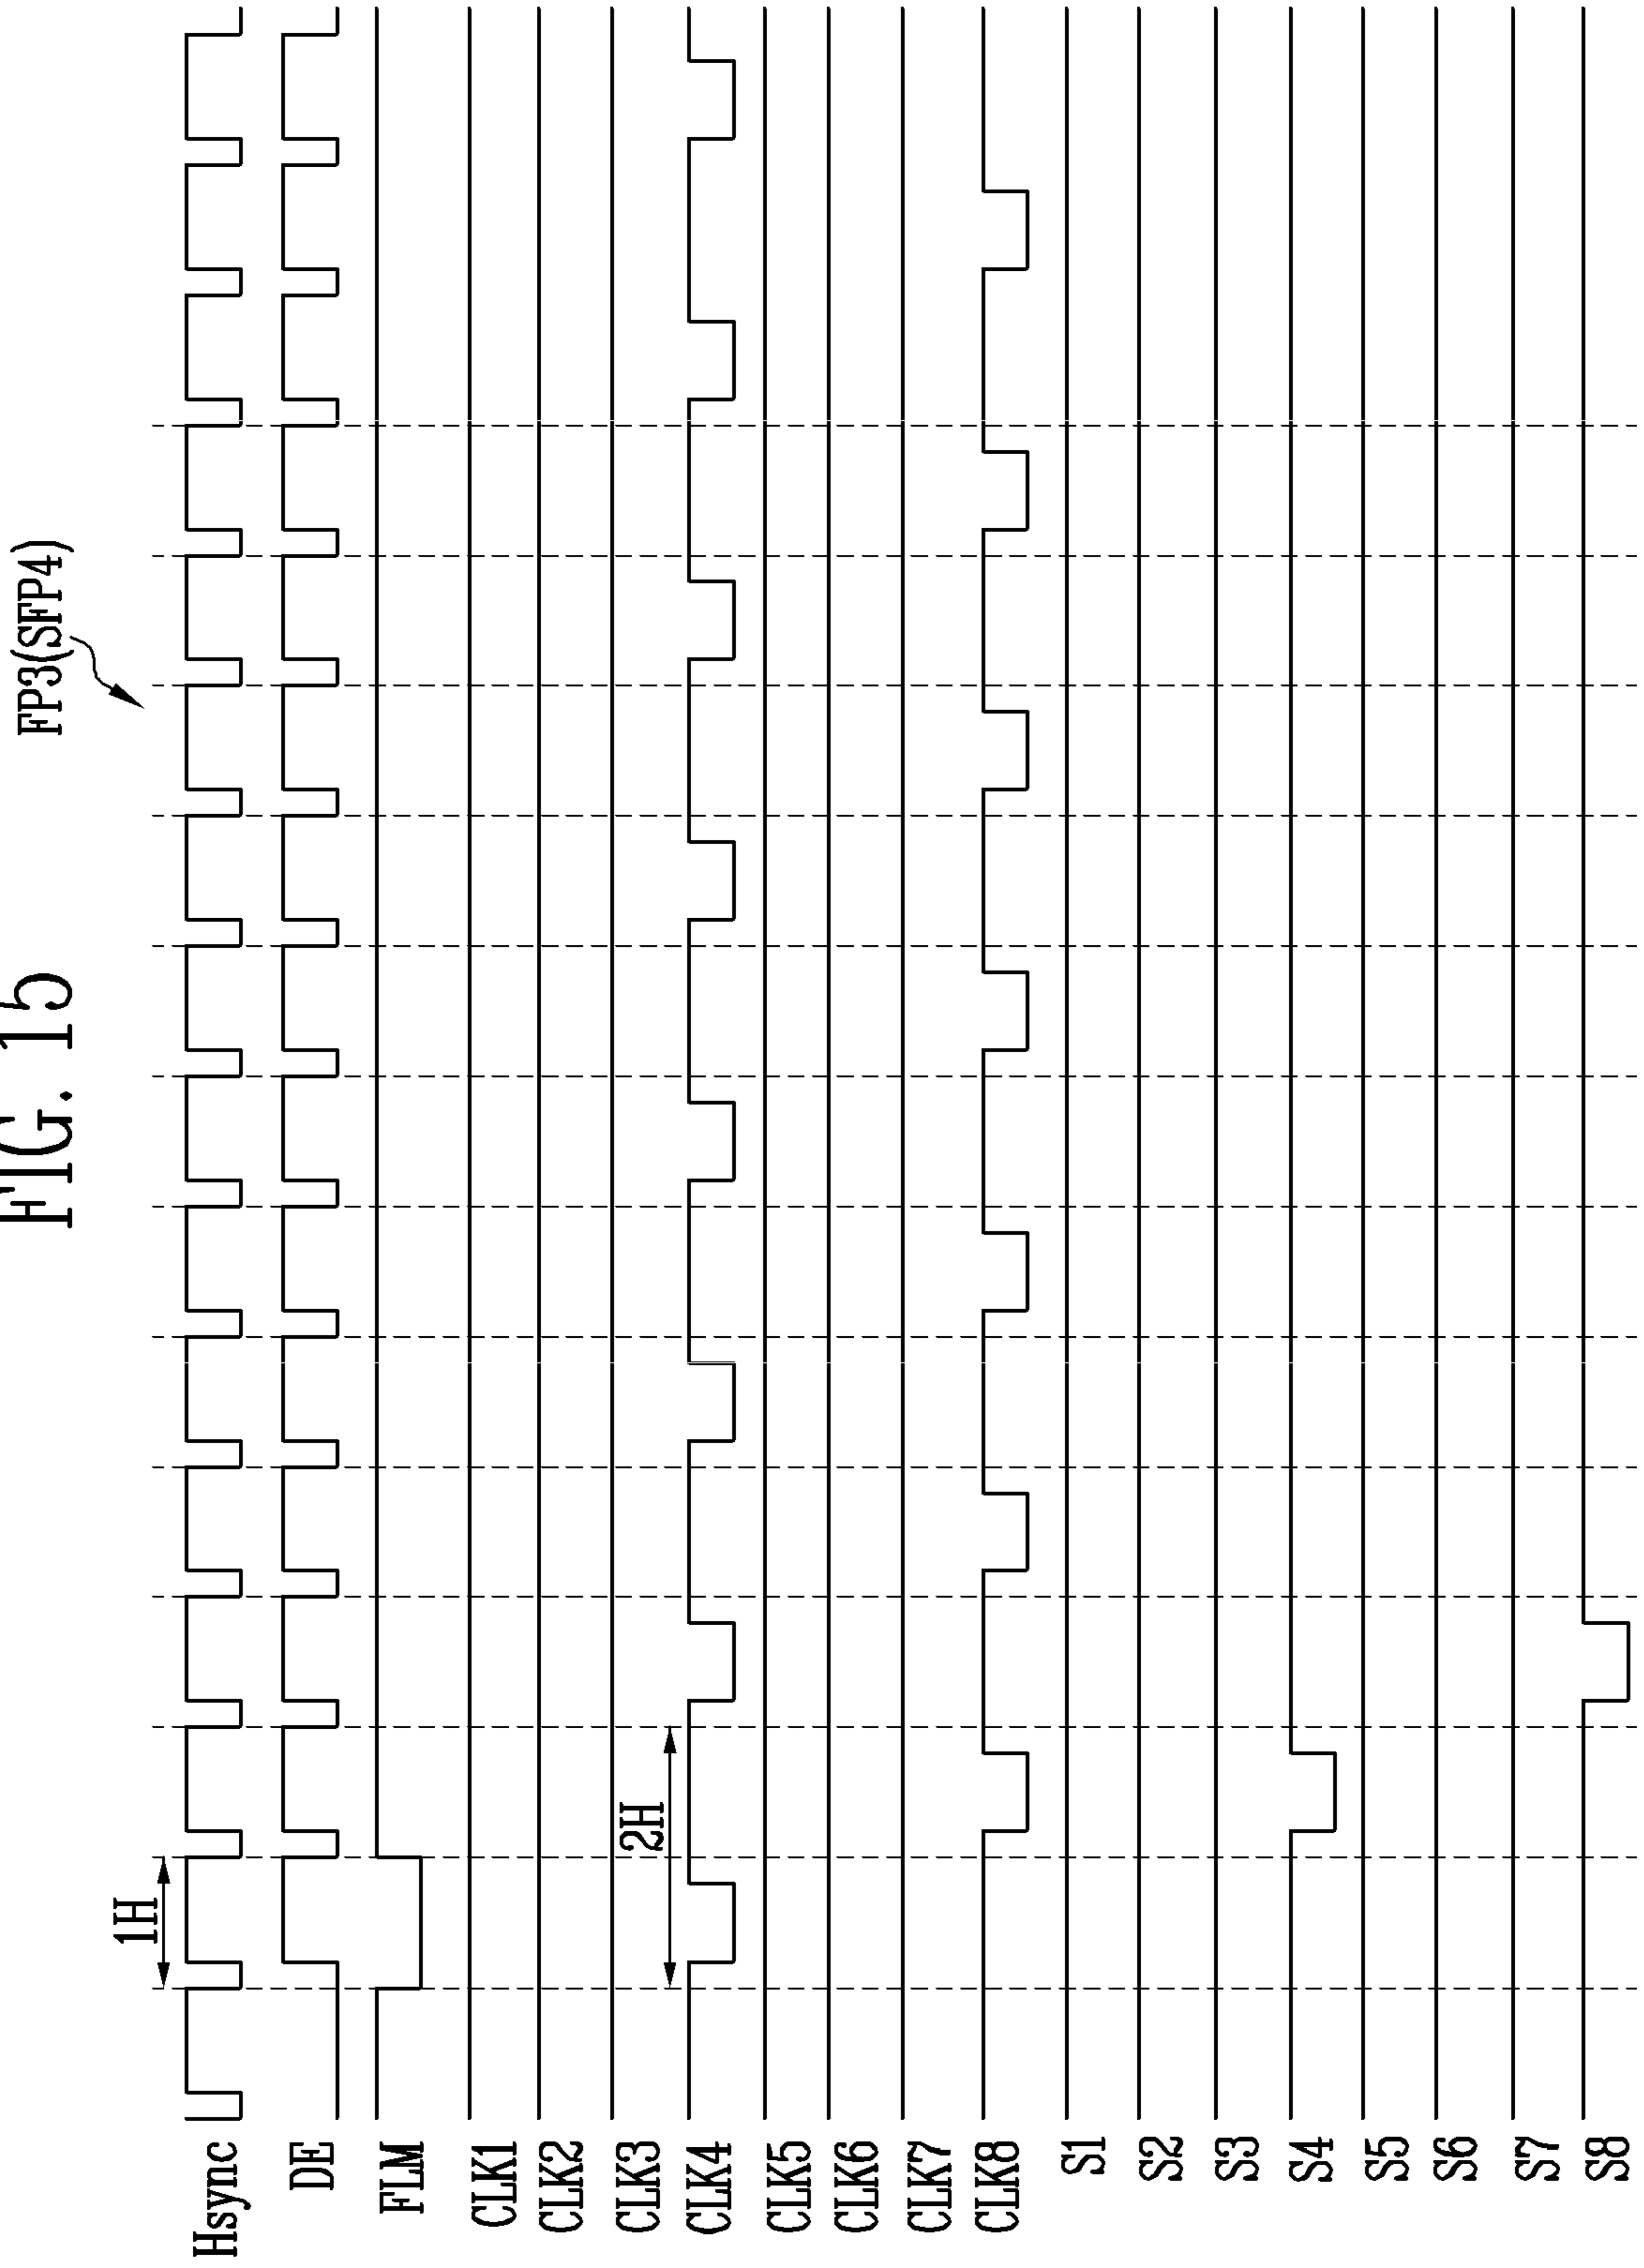 FIG. 15
FP3(SFP4)
1H
Hsync
DE
FLM
CLK1
CLK2
CLK3
2H
CLK4
CLK5
CLK6
CLK7
CLK8
S1
S2
S3
S4
S5
S6
S7
S8